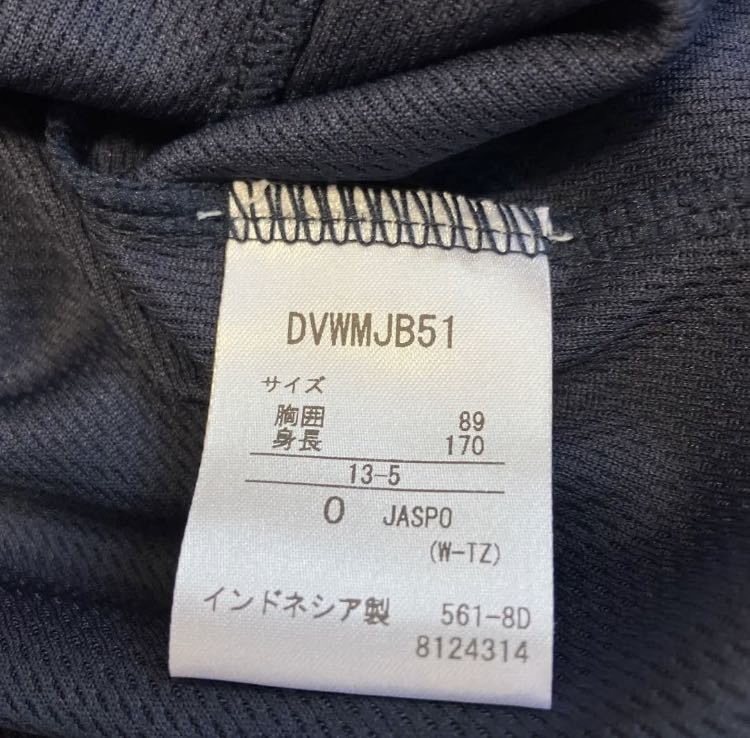 DVWMJB51
サイズ
胸囲 89
身長 170
13-5
O JASPO
(W-TZ)
インドネシア製 561-8D
8124314